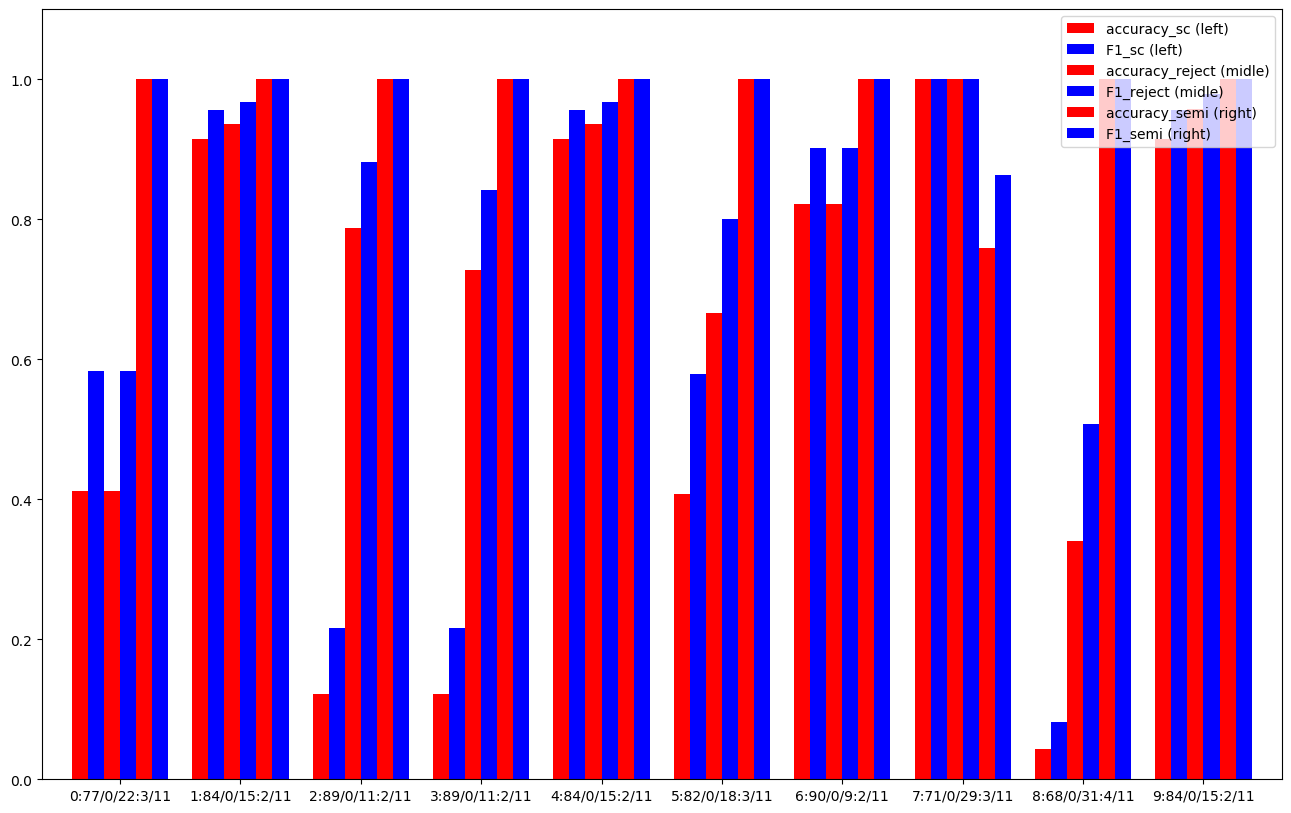 accuracy_sc (left)
F1_sc (left)
accuracy_reject (midle)
F1_reject (midle)
accuracy_semi (right)
F1_semi (right)
1.0
0.8
0.6
0.4
0.2
0.0
0:77/0/22:3/11 1:84/0/15:2/11 2:89/0/11:2/11 3:89/0/11:2/11 4:84/0/15:2/11 5:82/0/18:3/11 6:90/0/9:2/11 7:71/0/29:3/11 8:68/0/31:4/11 9:84/0/15:2/11